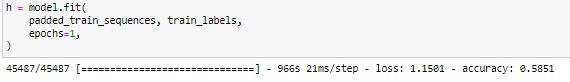 h = model.fit(
    padded_train_sequences, train_labels,
    epochs=1,
)
45487/45487 [==============================] - 966s 21ms/step - loss: 1.1501 - accuracy: 0.5851